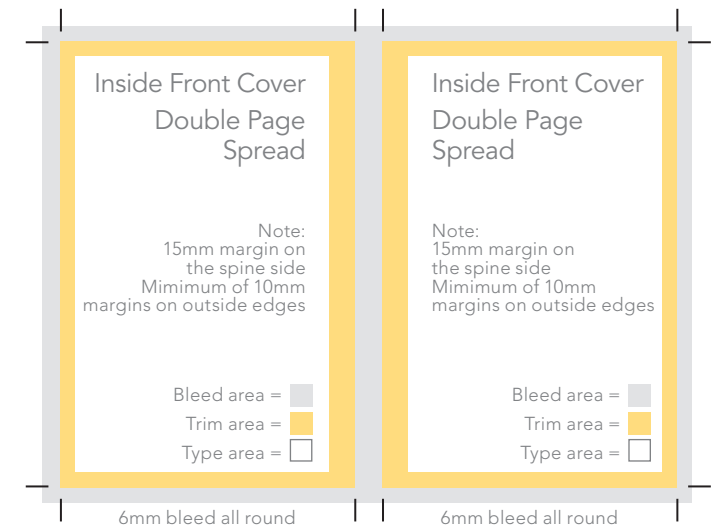 Inside Front Cover
Double Page
Spread
Note:
15mm margin on
the spine side
Mimimum of 10mm
margins on outside edges
Bleed area =
Trim area =
Type area =
6mm bleed all round
Inside Front Cover
Double Page
Spread
Note:
15mm margin on
the spine side
Mimimum of 10mm
margins on outside edges
Bleed area =
Trim area =
Type area =
6mm bleed all round